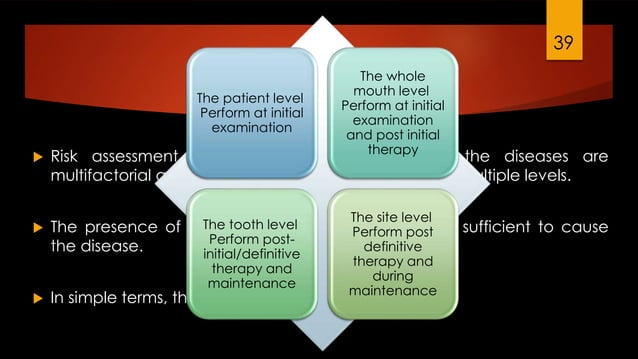 39
The patient level
Perform at initial
examination
The whole
mouth level
Perform at initial
examination
and post initial
therapy
Risk assessment the diseases are
multifactorial levels.
The presence of sufficient to cause
the disease.
In simple terms,
The tooth level
Perform post-
initial/definitive
therapy and
maintenance
The site level
Perform post
definitive
therapy and
during
maintenance